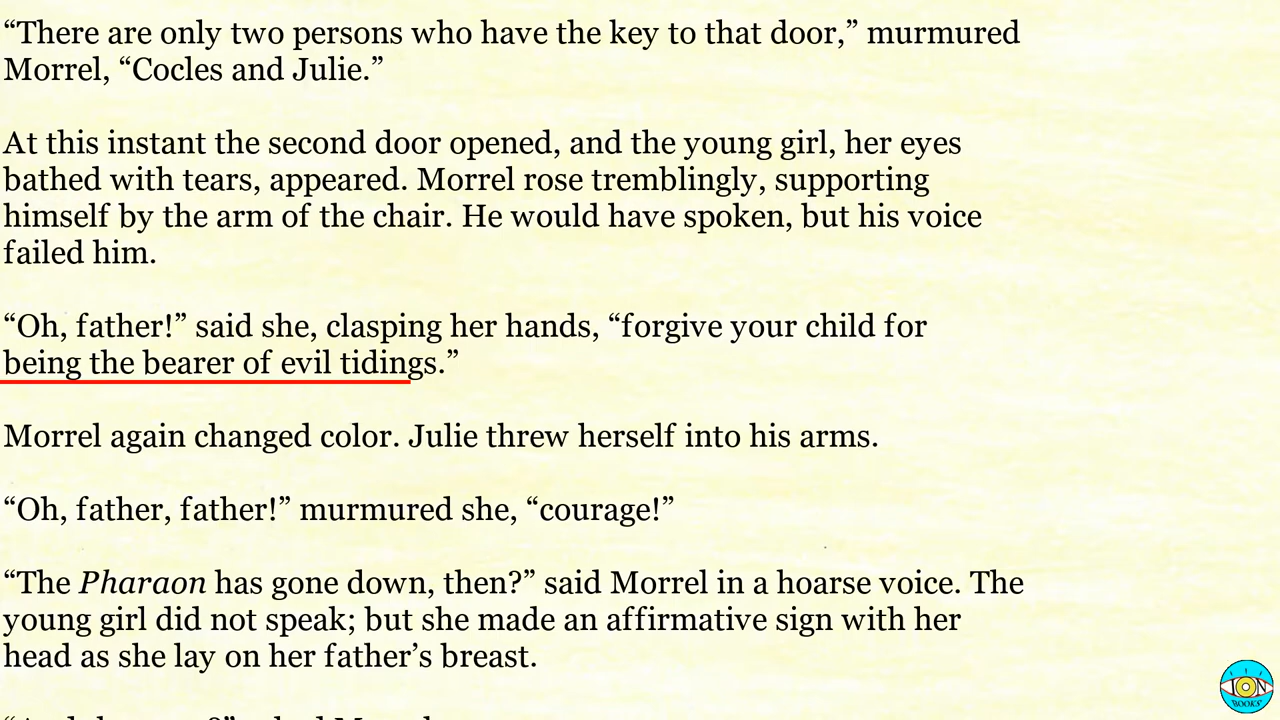 “There are only two persons who have the key to that door,” murmured
Morrel, “Cocles and Julie.”
At this instant the second door opened, and the young girl, her eyes
bathed with tears, appeared. Morrel rose tremblingly, supporting
himself by the arm of the chair. He would have spoken, but his voice
failed him.
“Oh, father!” said she, clasping her hands, “forgive your child for
being the bearer of evil tidings.”
Morrel again changed color. Julie threw herself into his arms.
“Oh, father, father!” murmured she, “courage!”
“The Pharaon has gone down, then?” said Morrel in a hoarse voice. The
young girl did not speak; but she made an affirmative sign with her
head as she lay on her father’s breast.
ION
BOOKS